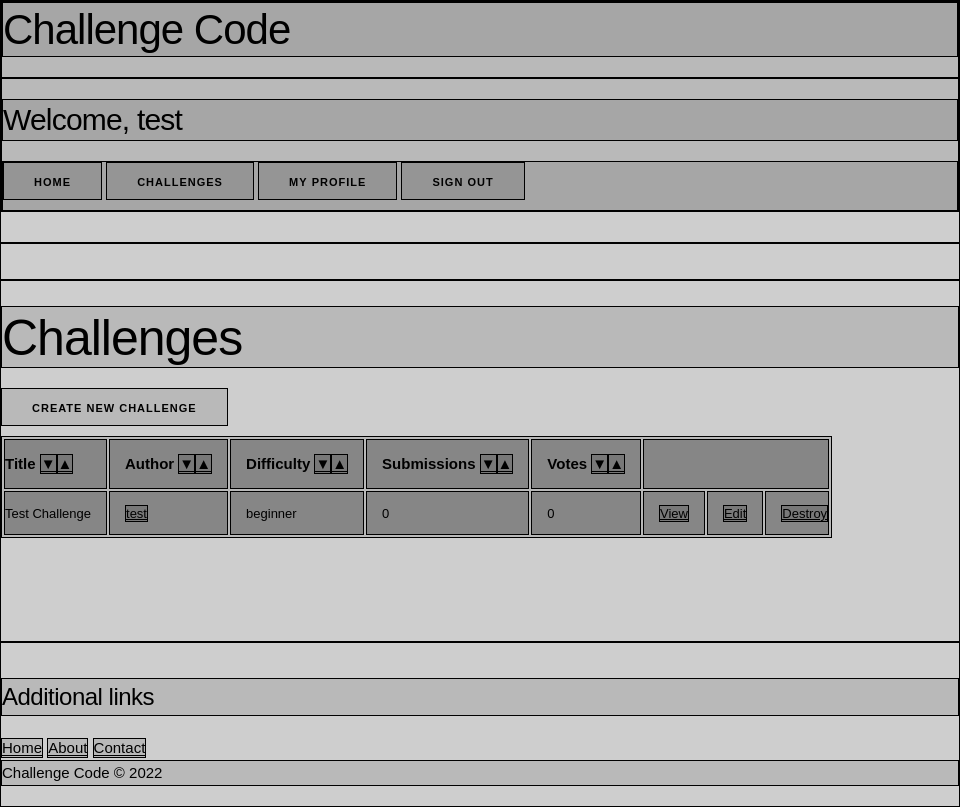 Challenge Code
Welcome, test
HOME CHALLENGES MY PROFILE SIGN OUT
Challenges
CREATE NEW CHALLENGE
Title ▼▲ Author ▼▲ Difficulty ▼▲ Submissions ▼▲ Votes ▼▲
Test Challenge test beginner 0 0 View Edit Destroy
Additional links
Home About Contact
Challenge Code © 2022